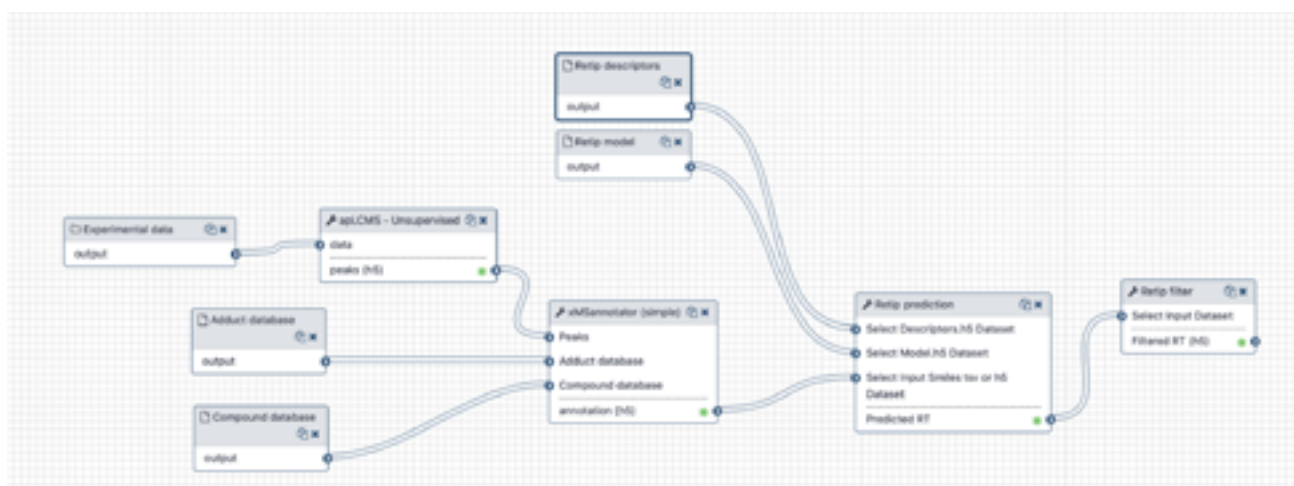 Retip descriptors
output
Retip model
output
Experimental data
output
apLCMS - Unsupervised
data
peaks (h5)
Adduct database
output
Compound database
output
xMSannotator (simple)
Peaks
Adduct database
Compound database
annotation (h5)
Retip prediction
Select Descriptors.h5 Dataset
Select Model.h5 Dataset
Select Input Smiles tsv or h5
Dataset
Predicted RT
Retip filter
Select Input Dataset
Filtered RT (h5)